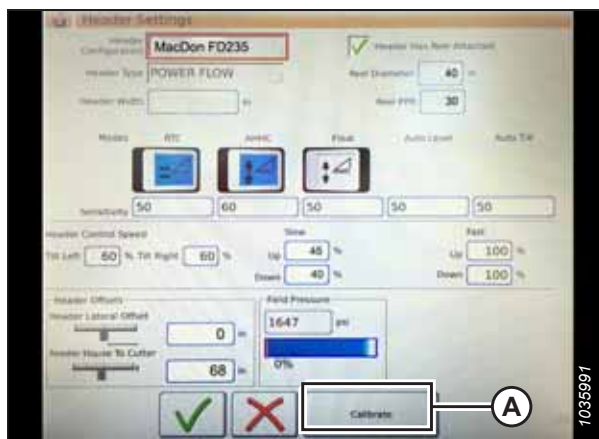 Header Settings
Header Configuration MacDon FD235 Header Has Reel Attached
Header Type POWER FLOW Reel Diameter 40 in
Header Width in Reel PPR 30
Modes RTC AHHC Float Auto Level Auto Tilt
Sensitivity 50 60 50 50 50
Header Control Speed Slow Fast
Tilt Left 60 % Tilt Right 60 % Up 45 % Up 100 %
Down 40 % Down 100 %
Header Offsets Field Pressure
Header Lateral Offset 1647 psi
0 in
Feeder House To Cutter 0%
68 in
Calibrate A
1035991